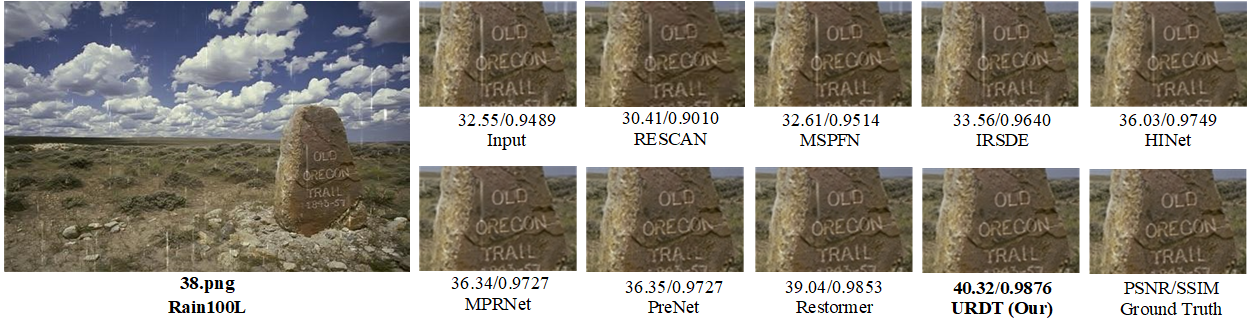 OLD
OREGON
TRAIL
1843-57
38.png
Rain100L
OLD
OREGON
TRAIL
32.55/0.9489
Input
OLD
OREGON
TRAIL
30.41/0.9010
RESCAN
OLD
OREGON
TRAIL
32.61/0.9514
MSPFN
OLD
OREGON
TRAIL
33.56/0.9640
IRSDE
OLD
OREGON
TRAIL
36.03/0.9749
HINet
OLD
OREGON
TRAIL
36.34/0.9727
MPRNet
OLD
OREGON
TRAIL
36.35/0.9727
PreNet
OLD
OREGON
TRAIL
39.04/0.9853
Restormer
OLD
OREGON
TRAIL
40.32/0.9876
URDT (Our)
OLD
OREGON
TRAIL
PSNR/SSIM
Ground Truth